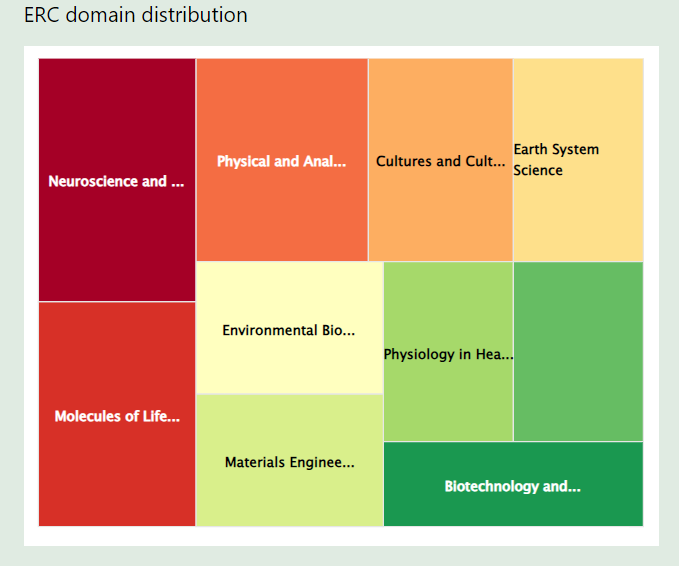 ERC domain distribution
Neuroscience and ...
Physical and Anal...
Cultures and Cult...
Earth System
Science
Environmental Bio...
Physiology in Hea...
Molecules of Life...
Materials Enginee...
Biotechnology and...